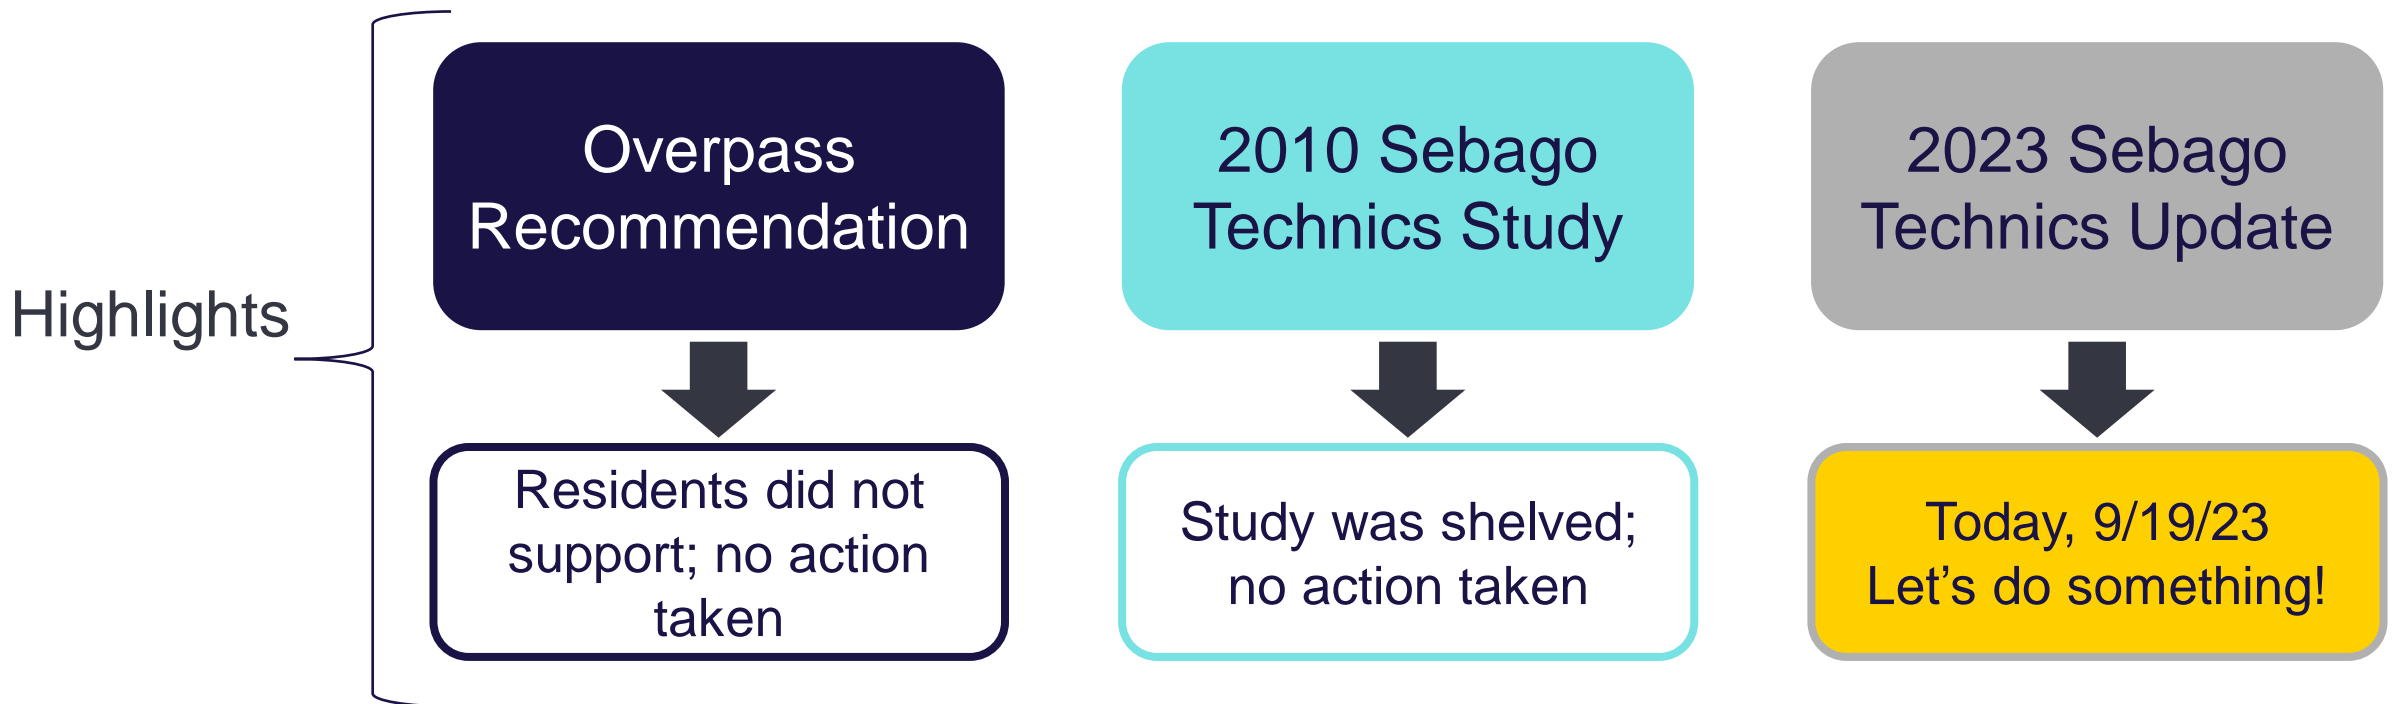 Highlights
Overpass
Recommendation
Residents did not
support; no action
taken
2010 Sebago
Technics Study
Study was shelved;
no action taken
2023 Sebago
Technics Update
Today, 9/19/23
Let’s do something!